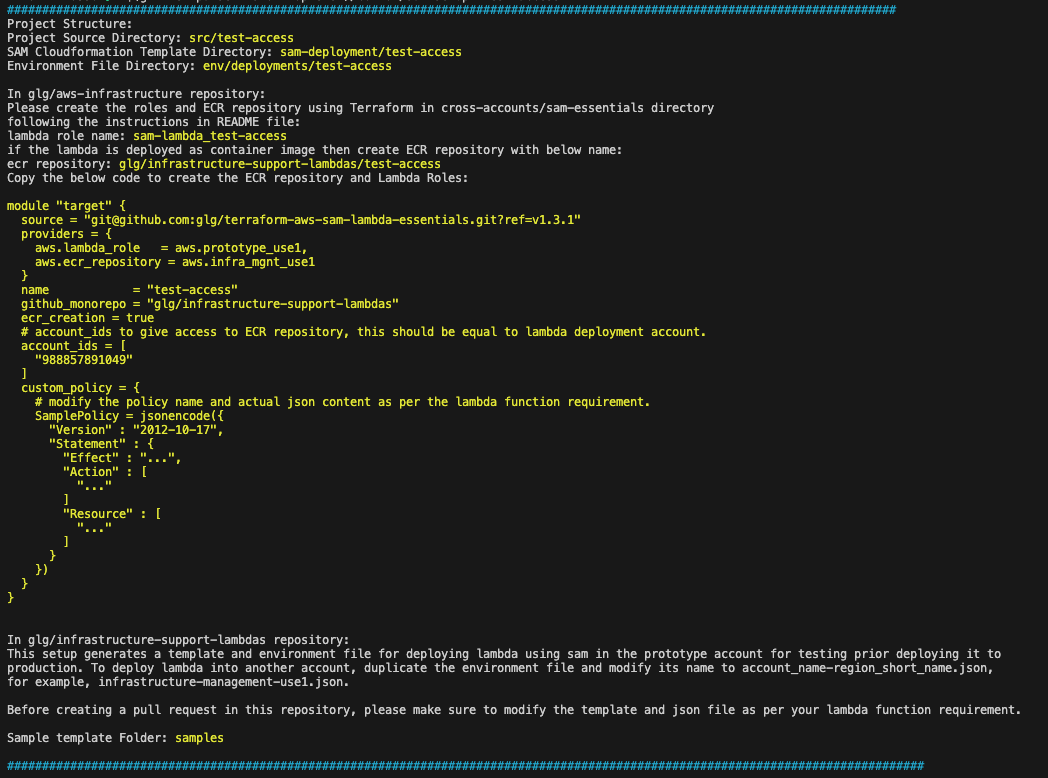 ################################################################################################################################
Project Structure:
Project Source Directory: src/test-access
SAM Cloudformation Template Directory: sam-deployment/test-access
Environment File Directory: env/deployments/test-access

In glg/aws-infrastructure repository:
Please create the roles and ECR repository using Terraform in cross-accounts/sam-essentials directory
following the instructions in README file:
lambda role name: sam-lambda_test-access
if the lambda is deployed as container image then create ECR repository with below name:
ecr repository: glg/infrastructure-support-lambdas/test-access
Copy the below code to create the ECR repository and Lambda Roles:

module "target" {
  source = "git@github.com:glg/terraform-aws-sam-lambda-essentials.git?ref=v1.3.1"
  providers = {
    aws.lambda_role   = aws.prototype_use1,
    aws.ecr_repository = aws.infra_mgnt_use1
  }
  name            = "test-access"
  github_monorepo = "glg/infrastructure-support-lambdas"
  ecr_creation = true
  # account_ids to give access to ECR repository, this should be equal to lambda deployment account.
  account_ids = [
    "988857891049"
  ]
  custom_policy = {
    # modify the policy name and actual json content as per the lambda function requirement.
    SamplePolicy = jsonencode({
      "Version" : "2012-10-17",
      "Statement" : {
        "Effect" : "...",
        "Action" : [
          "..."
        ]
        "Resource" : [
          "..."
        ]
      }
    })
  }
}

In glg/infrastructure-support-lambdas repository:
This setup generates a template and environment file for deploying lambda using sam in the prototype account for testing prior deploying it to
production. To deploy lambda into another account, duplicate the environment file and modify its name to account_name-region_short_name.json,
for example, infrastructure-management-use1.json.

Before creating a pull request in this repository, please make sure to modify the template and json file as per your lambda function requirement.

Sample template Folder: samples

####################################################################################################################################